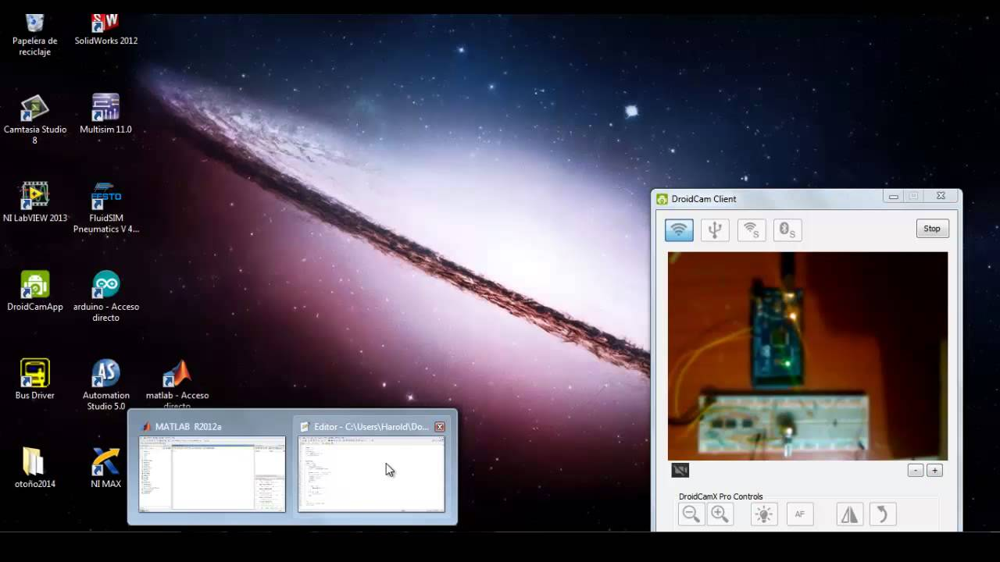 Papelera de
reciclaje
SolidWorks 2012
Camtasia Studio
8
Multisim 11.0
NI LabVIEW 2013
FESTO
FluidSIM
Pneumatics V 4...
DroidCamApp
arduino - Acceso
directo
Bus Driver
AS
Automation
Studio 5.0
matlab - Acceso
directo
otoño2014
NI MAX
MATLAB R2012a
Editor - C:\Users\Harold\Do...
DroidCam Client
S
S
Stop
-
+
DroidCamX Pro Controls
AF